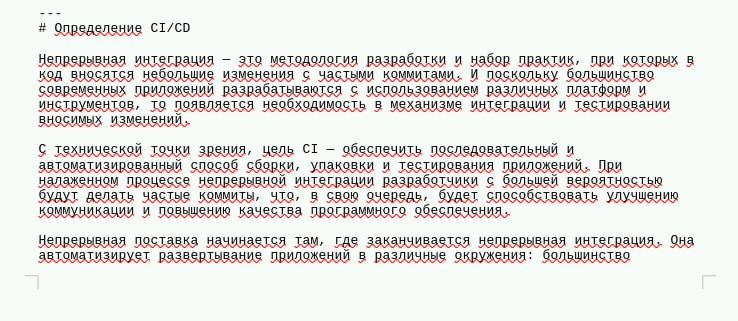 ---
# Определение CI/CD
Непрерывная интеграция — это методология разработки и набор практик, при которых в
код вносятся небольшие изменения с частыми коммитами. И поскольку большинство
современных приложений разрабатываются с использованием различных платформ и
инструментов, то появляется необходимость в механизме интеграции и тестировании
вносимых изменений.
С технической точки зрения, цель CI — обеспечить последовательный и
автоматизированный способ сборки, упаковки и тестирования приложений. При
налаженном процессе непрерывной интеграции разработчики с большей вероятностью
будут делать частые коммиты, что, в свою очередь, будет способствовать улучшению
коммуникации и повышению качества программного обеспечения.
Непрерывная поставка начинается там, где заканчивается непрерывная интеграция. Она
автоматизирует развертывание приложений в различные окружения: большинство